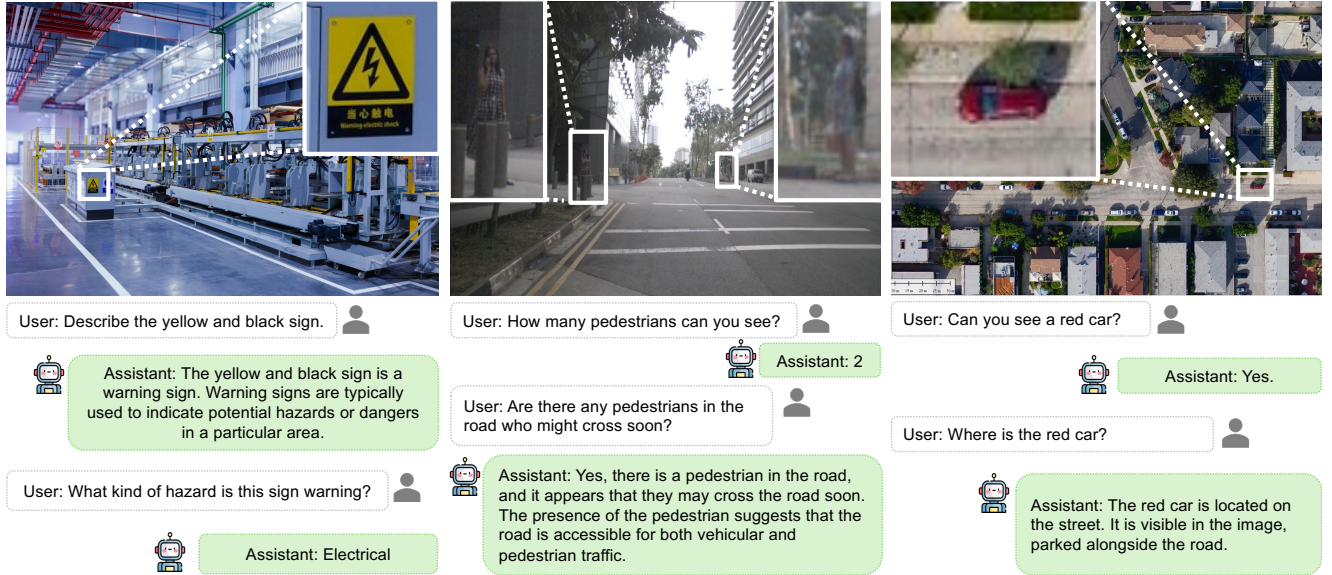 当心触电
Warning electric shock
User: Describe the yellow and black sign.
Assistant: The yellow and black sign is a
warning sign. Warning signs are typically
used to indicate potential hazards or dangers
in a particular area.
User: What kind of hazard is this sign warning?
Assistant: Electrical
User: How many pedestrians can you see?
Assistant: 2
User: Are there any pedestrians in the
road who might cross soon?
Assistant: Yes, there is a pedestrian in the road,
and it appears that they may cross the road soon.
The presence of the pedestrian suggests that the
road is accessible for both vehicular and
pedestrian traffic.
User: Can you see a red car?
Assistant: Yes.
User: Where is the red car?
Assistant: The red car is located on
the street. It is visible in the image,
parked alongside the road.